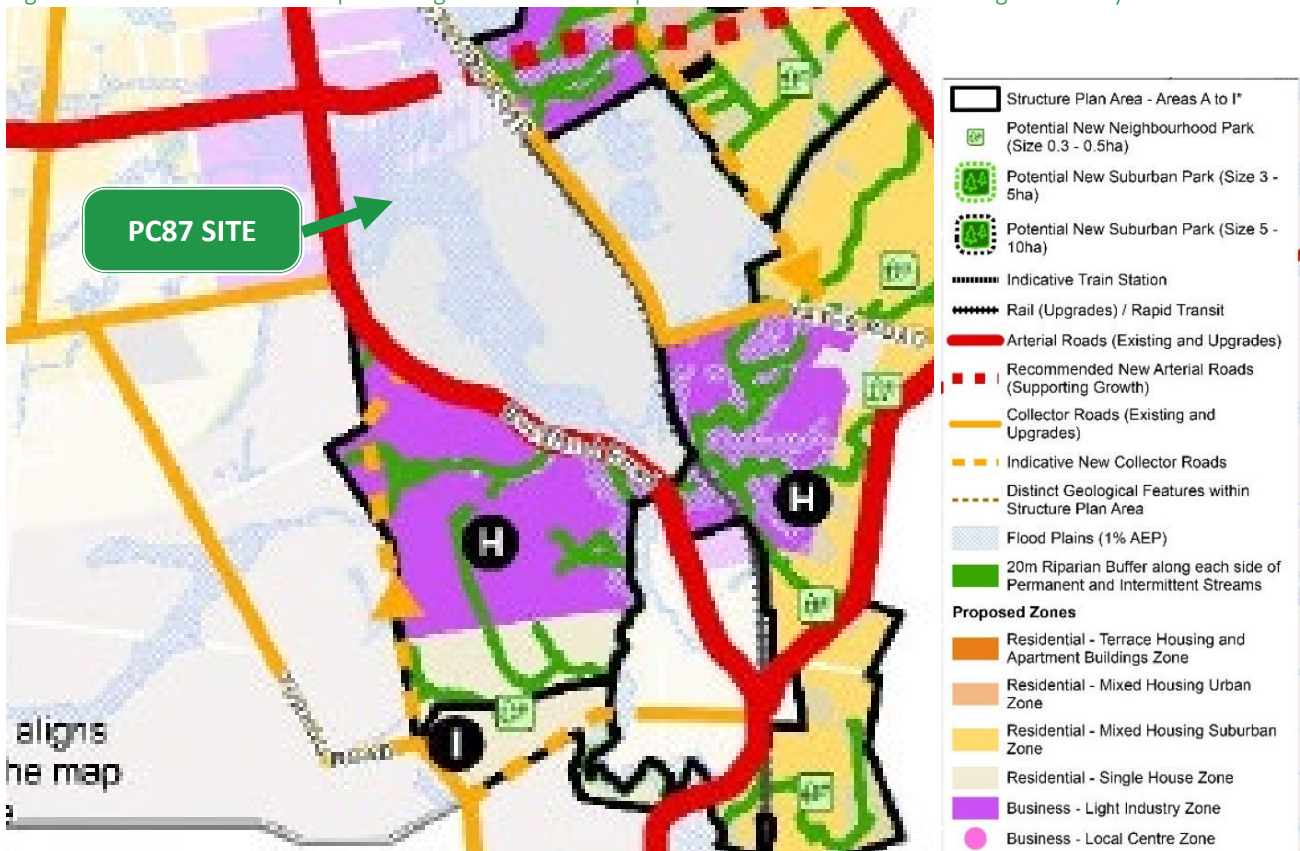 PC87 SITE
H
H
I
ROAD
ROAD
aligns
he map
Structure Plan Area - Areas A to I*
Potential New Neighbourhood Park
(Size 0.3 - 0.5ha)
Potential New Suburban Park (Size 3 -
5ha)
Potential New Suburban Park (Size 5 -
10ha)
Indicative Train Station
Rail (Upgrades) / Rapid Transit
Arterial Roads (Existing and Upgrades)
Recommended New Arterial Roads
(Supporting Growth)
Collector Roads (Existing and
Upgrades)
Indicative New Collector Roads
Distinct Geological Features within
Structure Plan Area
Flood Plains (1% AEP)
20m Riparian Buffer along each side of
Permanent and Intermittent Streams
Proposed Zones
Residential - Terrace Housing and
Apartment Buildings Zone
Residential - Mixed Housing Urban
Zone
Residential - Mixed Housing Suburban
Zone
Residential - Single House Zone
Business - Light Industry Zone
Business - Local Centre Zone